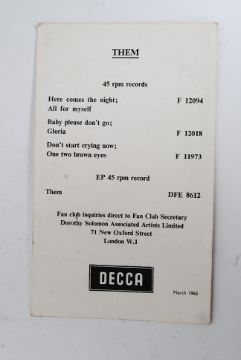 THEM
45 rpm records
Here comes the night;
All for myself F 12094
Baby please don't go;
Gloria F 12018
Don't start crying now;
One two brown eyes F 11973
EP 45 rpm record
Them DFE 8612
Fan club inquiries direct to Fan Club Secretary
Dorothy Solomon Associated Artists Limited
71 New Oxford Street
London W.1
DECCA
March 1965